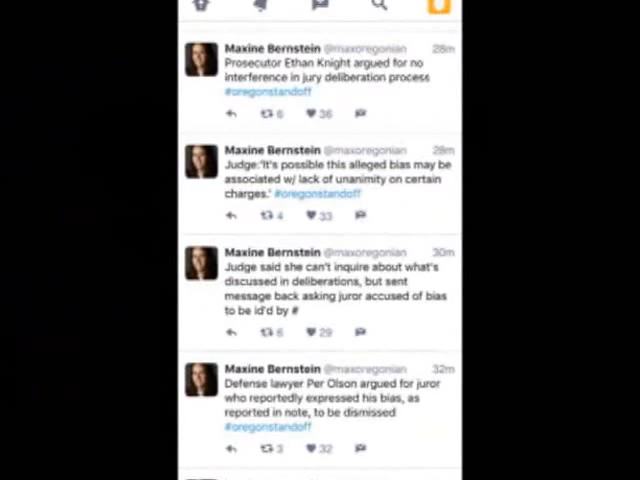 Maxine Bernstein @maxoregonian 28m
Prosecutor Ethan Knight argued for no
interference in jury deliberation process
#oregonstandoff
6 36
Maxine Bernstein @maxoregonian 28m
Judge:'It's possible this alleged bias may be
associated w/ lack of unanimity on certain
charges.' #oregonstandoff
4 33
Maxine Bernstein @maxoregonian 30m
Judge said she can't inquire about what's
discussed in deliberations, but sent
message back asking juror accused of bias
to be id'd by #
6 29
Maxine Bernstein @maxoregonian 32m
Defense lawyer Per Olson argued for juror
who reportedly expressed his bias, as
reported in note, to be dismissed
#oregonstandoff
3 32